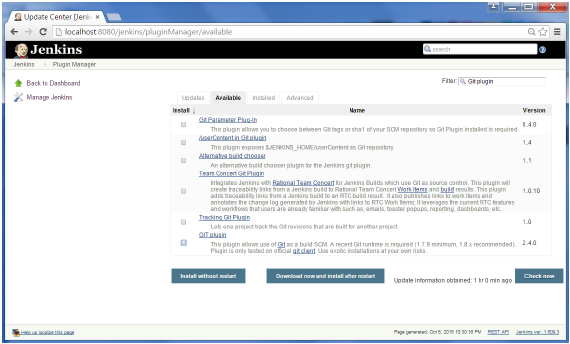 Update Center [Jenk
localhost:8080/jenkins/pluginManager/available
Jenkins
search
Jenkins
Plugin Manager
Back to Dashboard
Manage Jenkins
Filter: Git plugin
Updates Available Installed Advanced
Install ↓ Name Version
Git Parameter Plug-In
This plugin allows you to choose between Git tags or sha1 of your SCM repository so Git Plugin installed is required.
0.4.0
/userContent in Git plugin
This plugin exposes $JENKINS_HOME/userContent as Git repository.
1.4
Alternative build chooser
An alternative build chooser plugin for the Jenkins git plugin.
1.1
Team Concert Git Plugin
Integrates Jenkins with Rational Team Concert for Jenkins Builds which use Git as source control. This plugin will
create traceability links from a Jenkins build to Rational Team Concert Work items and build results. This plugin
adds traceability links from a Jenkins build to an RTC build result. It also publishes links to work items and
annotates the change log generated by Jenkins with links to RTC Work Items; it leverages the current RTC features
and workflows that users are already familiar with such as, emails, toaster popups, reporting, dashboards, etc.
1.0.10
Tracking Git Plugin
Lets one project track the Git revisions that are built for another project.
1.0
GIT plugin
This plugin allows use of Git as a build SCM. A recent Git runtime is required (1.7.9 minimum, 1.8.x recommended).
Plugin is only tested on official git client. Use exotic installations at your own risks.
2.4.0
Install without restart
Download now and install after restart
Update information obtained: 1 hr 0 min ago
Check now
Help us localize this page
Page generated: Oct 6, 2015 10:30:16 PM REST API Jenkins ver. 1.609.3